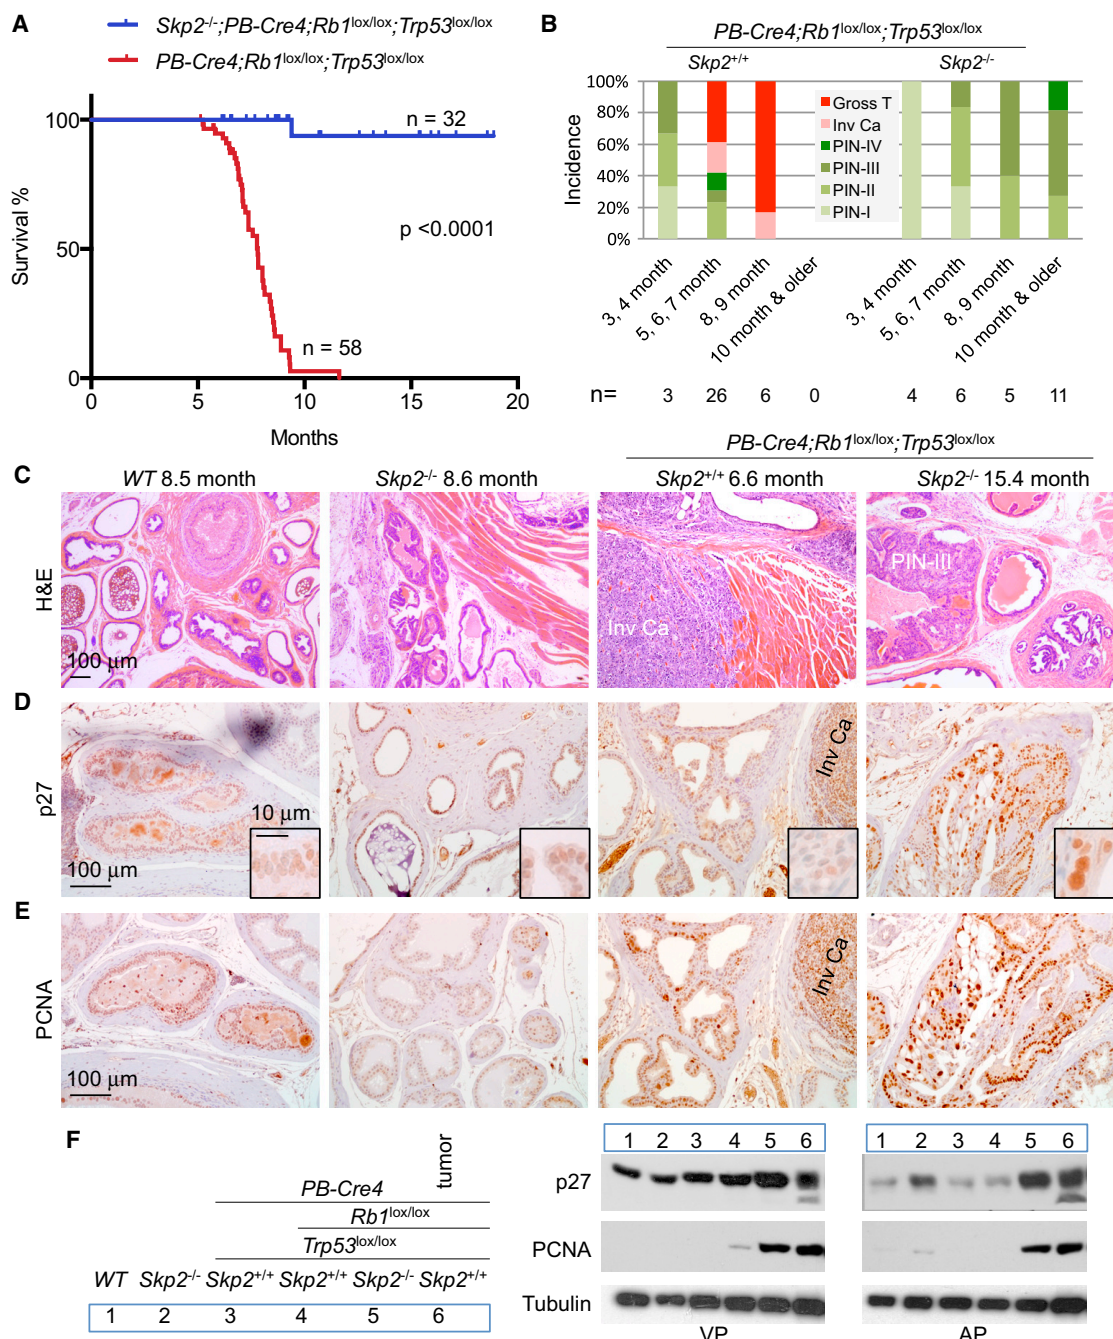 A
Skp2-/-;PB-Cre4;Rb1lox/lox;Trp53lox/lox
PB-Cre4;Rb1lox/lox;Trp53lox/lox
Survival %
100
50
0
n = 32
p <0.0001
n = 58
0 5 10 15 20
Months
B
PB-Cre4;Rb1lox/lox;Trp53lox/lox
Skp2+/+ Skp2-/-
Incidence
100%
80%
60%
40%
20%
0%
Gross T
Inv Ca
PIN-IV
PIN-III
PIN-II
PIN-I
3, 4 month
5, 6, 7 month
8, 9 month
10 month & older
3, 4 month
5, 6, 7 month
8, 9 month
10 month & older
n= 3 26 6 0 4 6 5 11
PB-Cre4;Rb1lox/lox;Trp53lox/lox
C
WT 8.5 month
Skp2-/- 8.6 month
Skp2+/+ 6.6 month
Skp2-/- 15.4 month
H&E
100 μm
Inv Ca
PIN-III
D
p27
10 μm
100 μm
Inv Ca
E
PCNA
100 μm
Inv Ca
F
tumor
PB-Cre4
Rb1lox/lox
Trp53lox/lox
WT Skp2-/- Skp2+/+ Skp2+/+ Skp2-/- Skp2+/+
1 2 3 4 5 6
1 2 3 4 5 6
1 2 3 4 5 6
p27
PCNA
Tubulin
VP
AP